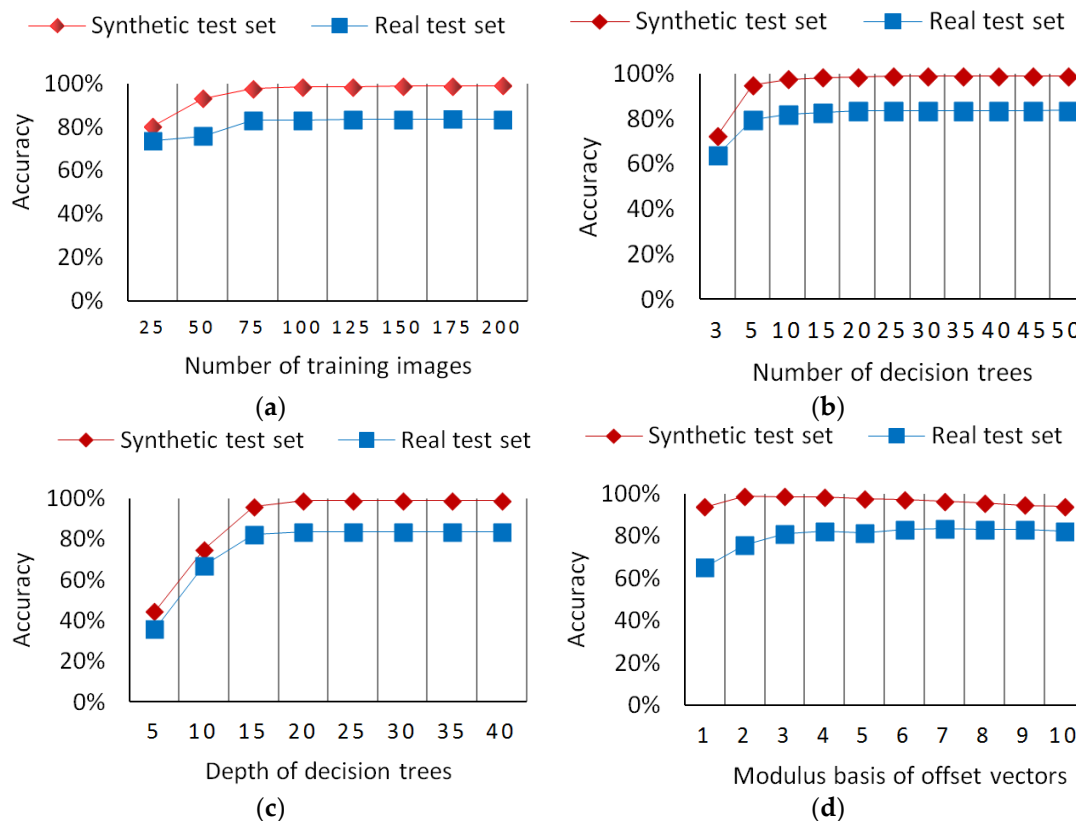 Synthetic test set Real test set
100%
80%
60%
40%
20%
0%
Accuracy
25 50 75 100 125 150 175 200
Number of training images
(a)
Synthetic test set Real test set
100%
80%
60%
40%
20%
0%
Accuracy
3 5 10 15 20 25 30 35 40 45 50
Number of decision trees
(b)
Synthetic test set Real test set
100%
80%
60%
40%
20%
0%
Accuracy
5 10 15 20 25 30 35 40
Depth of decision trees
(c)
Synthetic test set Real test set
100%
80%
60%
40%
20%
0%
Accuracy
1 2 3 4 5 6 7 8 9 10
Modulus basis of offset vectors
(d)